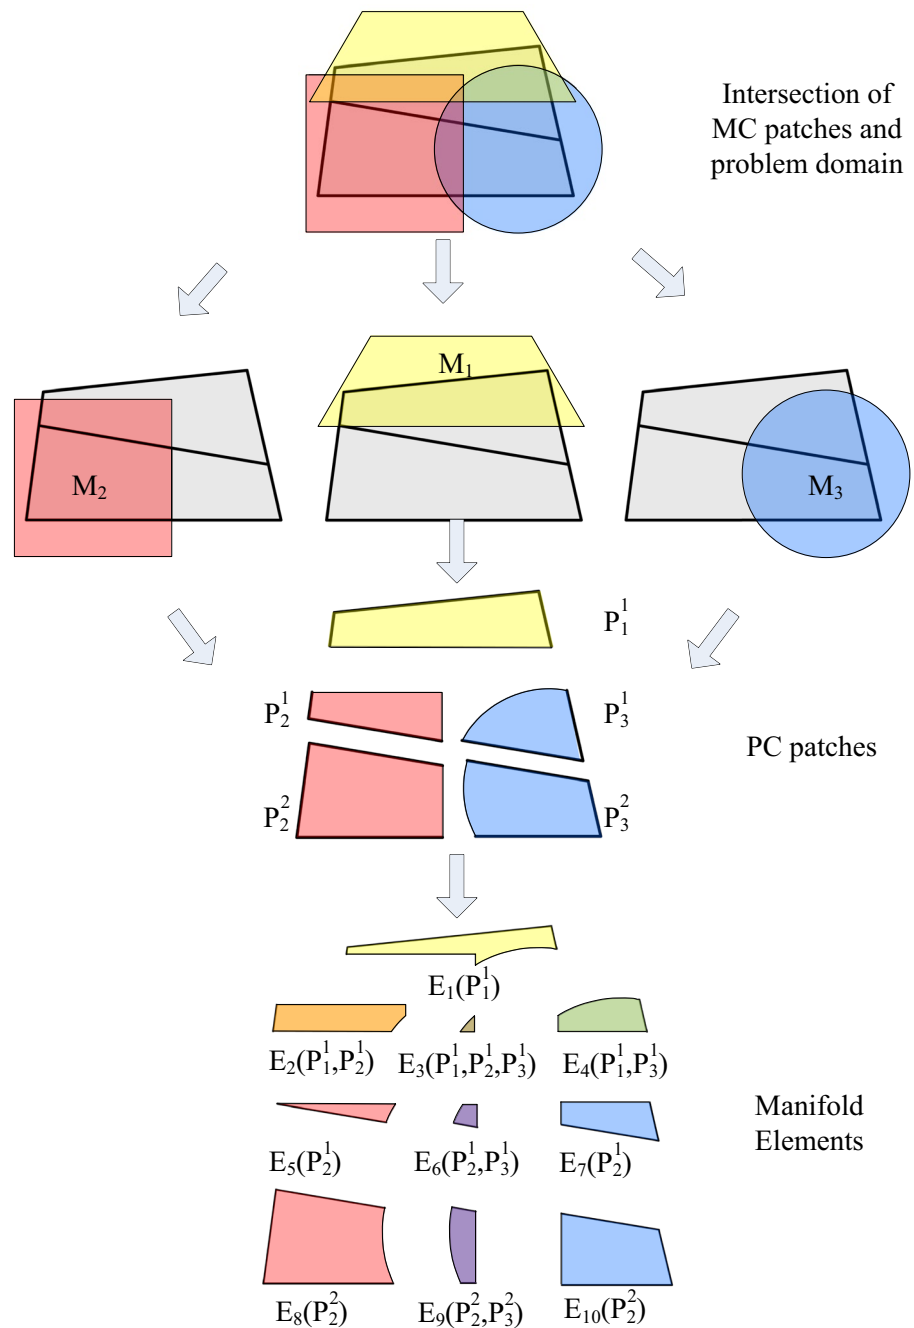 Intersection of
MC patches and
problem domain
M₁
M₂
M₃
P₁¹
P₂¹
P₃¹
PC patches
P₂²
P₃²
E₁(P₁¹)
E₂(P₁¹,P₂¹)
E₃(P₁¹,P₂¹,P₃¹)
E₄(P₁¹,P₃¹)
Manifold
Elements
E₅(P₂¹)
E₆(P₂¹,P₃¹)
E₇(P₂¹)
E₈(P₂²)
E₉(P₂²,P₃²)
E₁₀(P₂²)